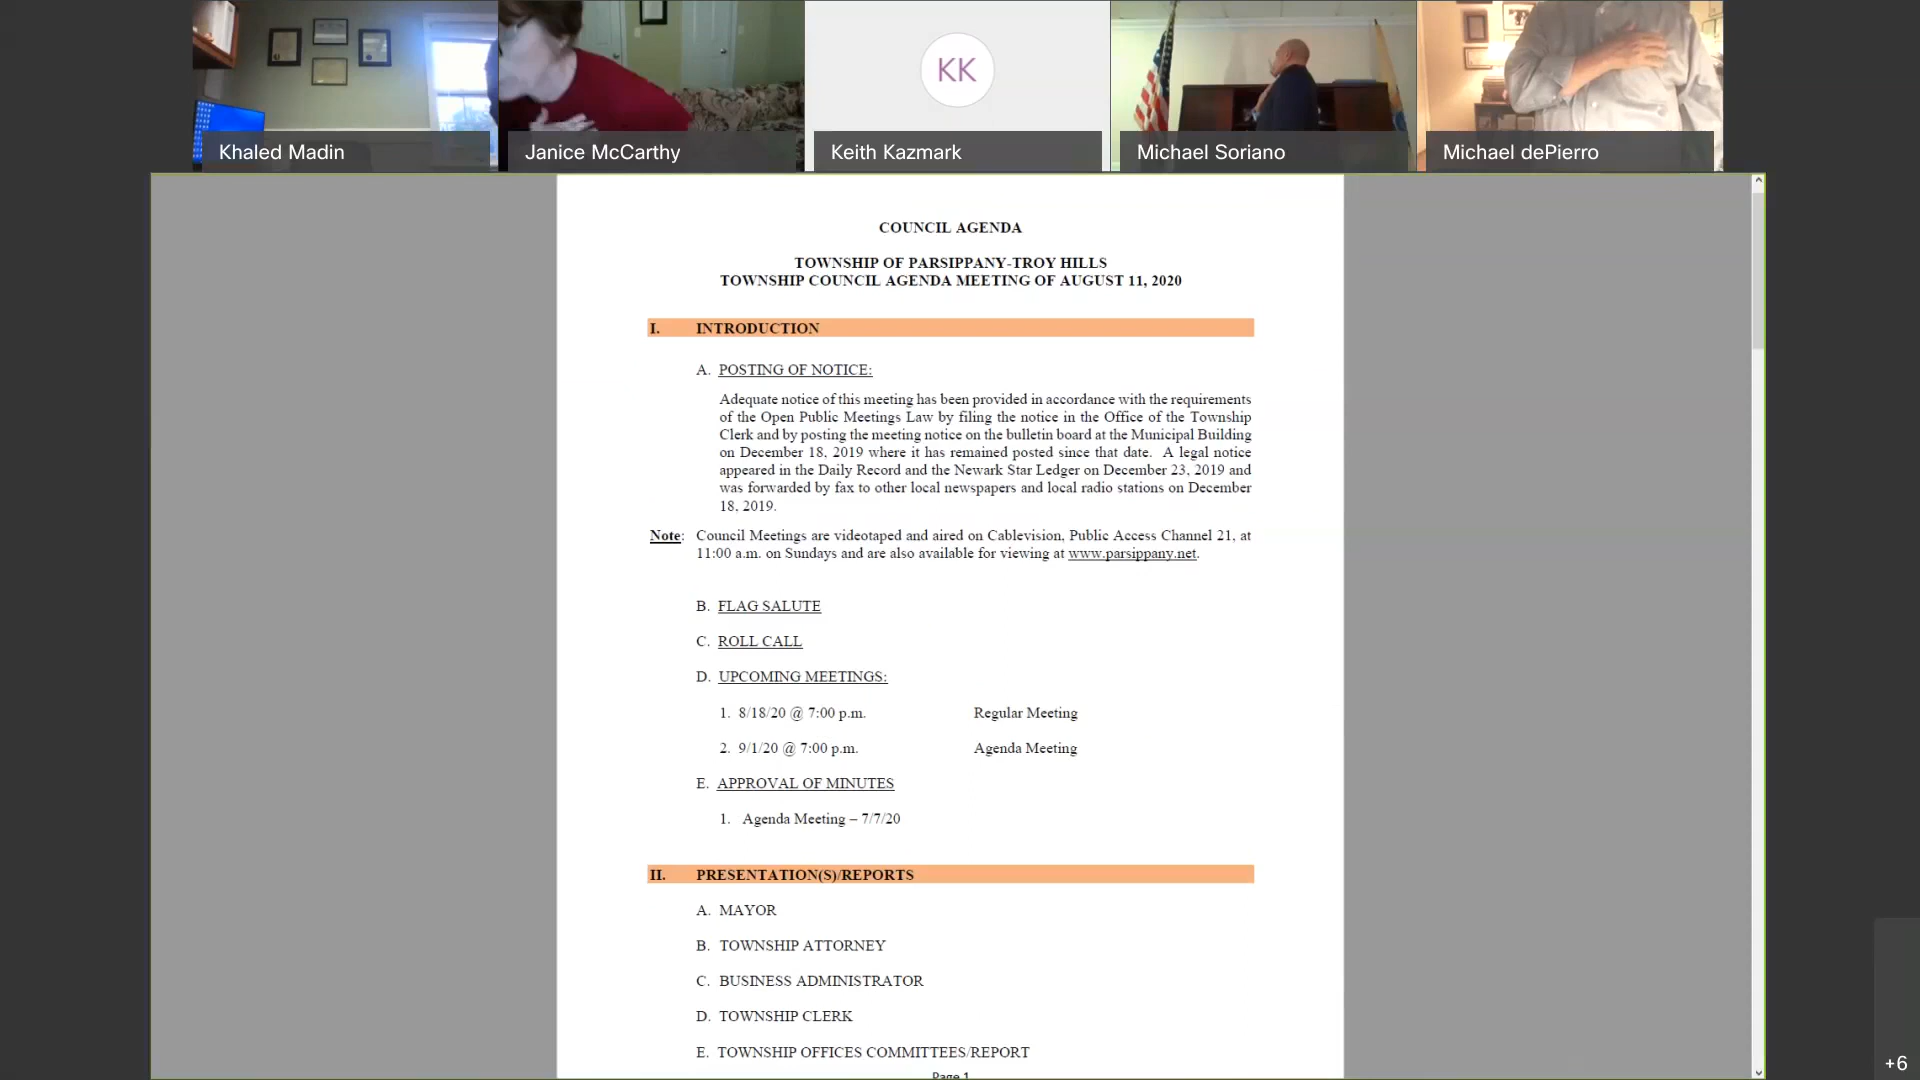 KK
Khaled Madin
Janice McCarthy
Keith Kazmark
Michael Soriano
Michael dePierro
COUNCIL AGENDA
TOWNSHIP OF PARSIPPANY-TROY HILLS
TOWNSHIP COUNCIL AGENDA MEETING OF AUGUST 11, 2020
I. INTRODUCTION
A. POSTING OF NOTICE:
Adequate notice of this meeting has been provided in accordance with the requirements
of the Open Public Meetings Law by filing the notice in the Office of the Township
Clerk and by posting the meeting notice on the bulletin board at the Municipal Building
on December 18, 2019 where it has remained posted since that date. A legal notice
appeared in the Daily Record and the Newark Star Ledger on December 23, 2019 and
was forwarded by fax to other local newspapers and local radio stations on December
18, 2019.
Note: Council Meetings are videotaped and aired on Cablevision, Public Access Channel 21, at
11:00 a.m. on Sundays and are also available for viewing at www.parsippany.net.
B. FLAG SALUTE
C. ROLL CALL
D. UPCOMING MEETINGS:
1. 8/18/20 @ 7:00 p.m. Regular Meeting
2. 9/1/20 @ 7:00 p.m. Agenda Meeting
E. APPROVAL OF MINUTES
1. Agenda Meeting – 7/7/20
II. PRESENTATION(S)/REPORTS
A. MAYOR
B. TOWNSHIP ATTORNEY
C. BUSINESS ADMINISTRATOR
D. TOWNSHIP CLERK
E. TOWNSHIP OFFICES COMMITTEES/REPORT
Page 1
+6